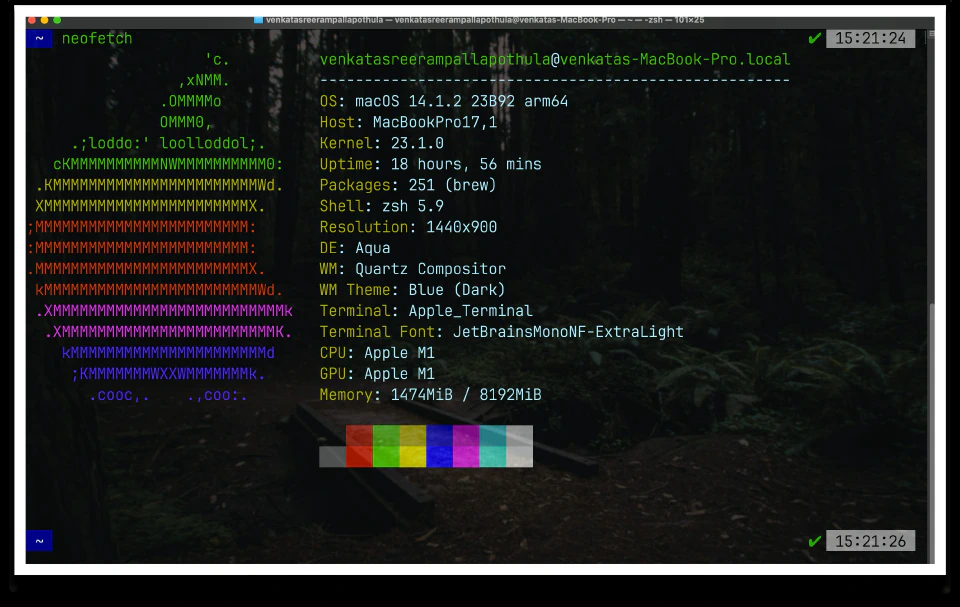 venkatasreerampallapothula — venkatasreerampallapothula@venkatas-MacBook-Pro — ~ — -zsh — 101×25
~ neofetch ✔ 15:21:24
'c. venkatasreerampallapothula@venkatas-MacBook-Pro.local
,xNMM. -----------------------------------------------------
.OMMMMo OS: macOS 14.1.2 23B92 arm64
OMMM0, Host: MacBookPro17,1
.;loddo:' loolloddol;. Kernel: 23.1.0
cKMMMMMMMMMMNWMMMMMMMMMM0: Uptime: 18 hours, 56 mins
.KMMMMMMMMMMMMMMMMMMMMMMMWd. Packages: 251 (brew)
XMMMMMMMMMMMMMMMMMMMMMMMX. Shell: zsh 5.9
;MMMMMMMMMMMMMMMMMMMMMMMM: Resolution: 1440x900
:MMMMMMMMMMMMMMMMMMMMMMMM: DE: Aqua
.MMMMMMMMMMMMMMMMMMMMMMMMX. WM: Quartz Compositor
kMMMMMMMMMMMMMMMMMMMMMMMMWd. WM Theme: Blue (Dark)
.XMMMMMMMMMMMMMMMMMMMMMMMMMMk Terminal: Apple_Terminal
.XMMMMMMMMMMMMMMMMMMMMMMMMK. Terminal Font: JetBrainsMonoNF-ExtraLight
kMMMMMMMMMMMMMMMMMMMMMMd CPU: Apple M1
;KMMMMMMMWXXWMMMMMMMk. GPU: Apple M1
.cooc,. .,coo:. Memory: 1474MiB / 8192MiB
~ ✔ 15:21:26